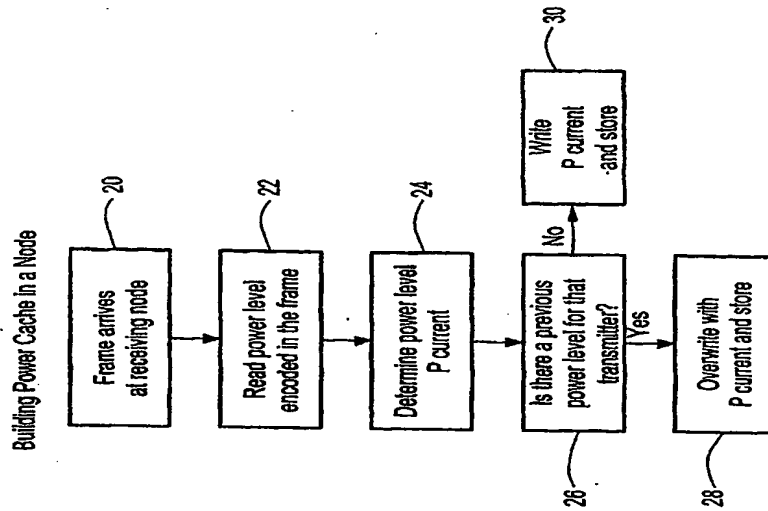 Building Power Cache in a Node
20
Frame arrives
at receiving node
22
Read power level
encoded in the frame
24
Determine power level
P current
26
Is there a previous
power level for that
transmitter?
No
30
Write
P current
and store
Yes
28
Overwrite with
P current and store